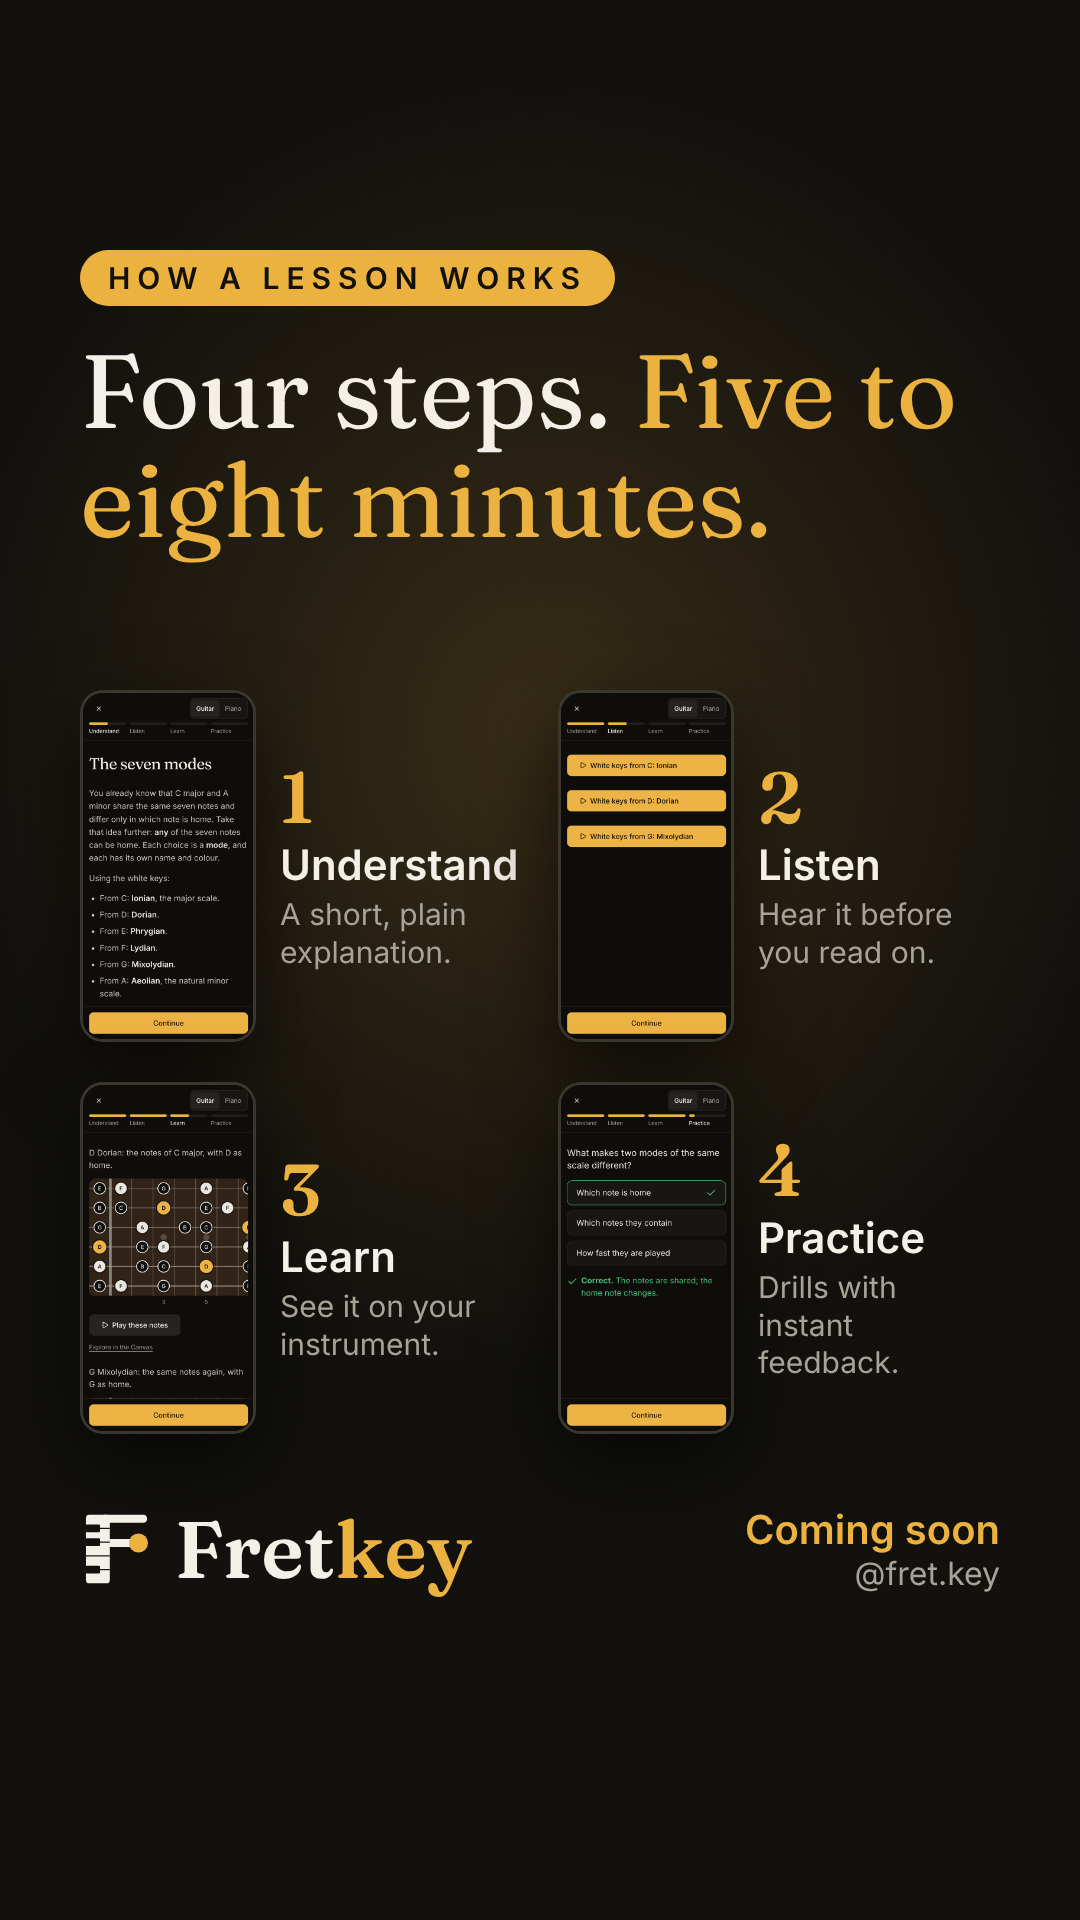 HOW A LESSON WORKS
Four steps. Five to
eight minutes.
×
Guitar Piano
Understand Listen Learn Practice
The seven modes
You already know that C major and A
minor share the same seven notes and
differ only in which note is home. Take
that idea further: any of the seven notes
can be home. Each choice is a mode, and
each has its own name and colour.
Using the white keys:
• From C: Ionian, the major scale.
• From D: Dorian.
• From E: Phrygian.
• From F: Lydian.
• From G: Mixolydian.
• From A: Aeolian, the natural minor
scale.
Continue
1
Understand
A short, plain
explanation.
×
Guitar Piano
Understand Listen Learn Practice
White keys from C: Ionian
White keys from D: Dorian
White keys from G: Mixolydian
Continue
2
Listen
Hear it before
you read on.
×
Guitar Piano
Understand Listen Learn Practice
D Dorian: the notes of C major, with D as
home.
E F G A
B C D E F
G A B C
D E F G
A B C D
E F G A
3 5
Play these notes
Explore in the Canvas
G Mixolydian: the same notes again, with
G as home.
Continue
3
Learn
See it on your
instrument.
×
Guitar Piano
Understand Listen Learn Practice
What makes two modes of the same
scale different?
Which note is home
Which notes they contain
How fast they are played
Correct. The notes are shared; the
home note changes.
Continue
4
Practice
Drills with
instant
feedback.
Fretkey
Coming soon
@fret.key